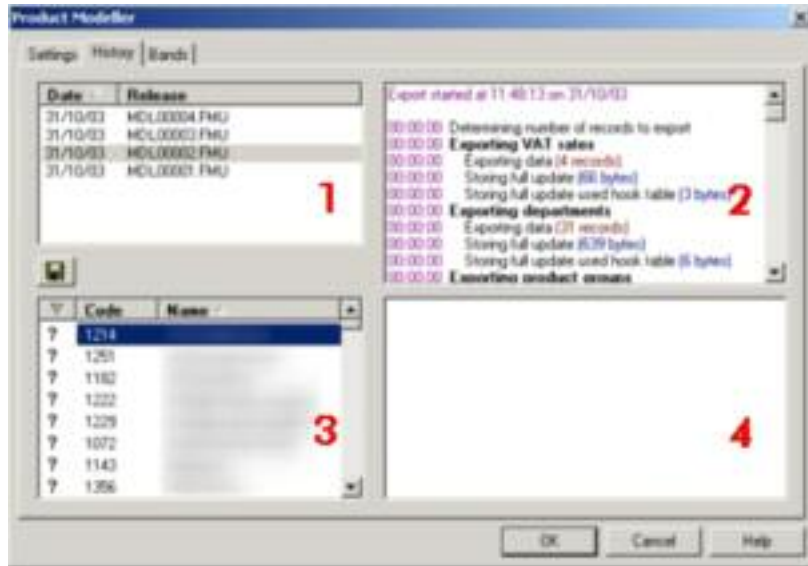 Product Modeller
Settings History Bands
Date Release
31/10/03 MDL00004.FMU
31/10/03 MDL00003.FMU
31/10/03 MDL00002.FMU
31/10/03 MDL00001.FMU
1
Export started at 11:48:13 on 31/10/03
00:00:00 Determining number of records to export
00:00:00 Exporting VAT rates
00:00:00 Exporting data (4 records)
00:00:00 Storing full update (66 bytes)
00:00:00 Storing full update used hook table (3 bytes)
00:00:00 Exporting departments
00:00:00 Exporting data (31 records)
00:00:00 Storing full update (639 bytes)
00:00:00 Storing full update used hook table (6 bytes)
00:00:00 Exporting product groups
2
Code Name
? 1214
? 1251
? 1182
? 1222
? 1229
? 1072
? 1143
? 1356
3
4
OK Cancel Help